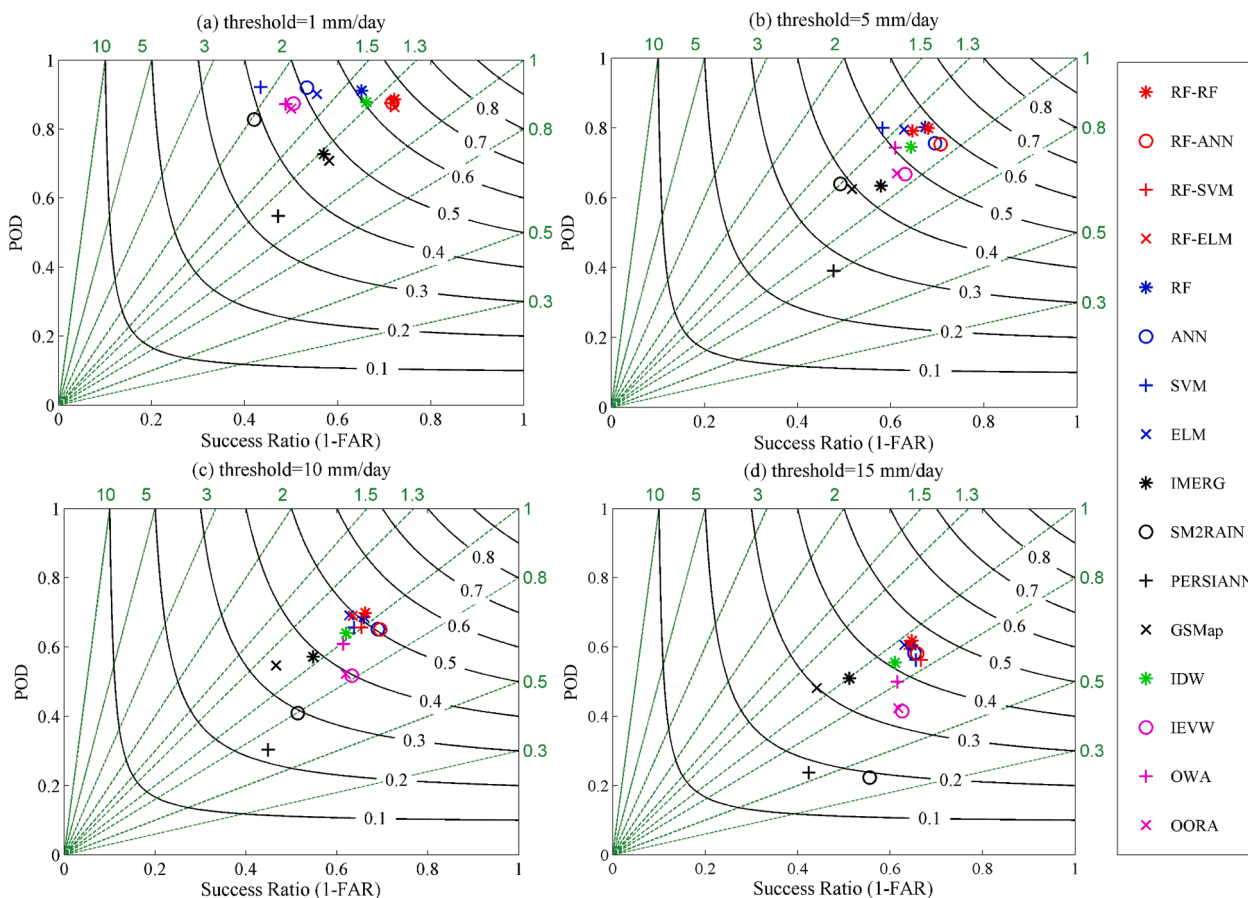 (a) threshold=1 mm/day
10 5 3 2 1.5 1.3
1
0.8
0.6
0.4
0.2
0
POD
0.8
0.7
0.6
0.5
0.4
0.3
0.2
0.1
1
0.8
0.5
0.3
0 0.2 0.4 0.6 0.8 1
Success Ratio (1-FAR)
(b) threshold=5 mm/day
10 5 3 2 1.5 1.3
1
0.8
0.6
0.4
0.2
0
POD
0.8
0.7
0.6
0.5
0.4
0.3
0.2
0.1
1
0.8
0.5
0.3
0 0.2 0.4 0.6 0.8 1
Success Ratio (1-FAR)
(c) threshold=10 mm/day
10 5 3 2 1.5 1.3
1
0.8
0.6
0.4
0.2
0
POD
0.8
0.7
0.6
0.5
0.4
0.3
0.2
0.1
1
0.8
0.5
0.3
0 0.2 0.4 0.6 0.8 1
Success Ratio (1-FAR)
(d) threshold=15 mm/day
10 5 3 2 1.5 1.3
1
0.8
0.6
0.4
0.2
0
POD
0.8
0.7
0.6
0.5
0.4
0.3
0.2
0.1
1
0.8
0.5
0.3
0 0.2 0.4 0.6 0.8 1
Success Ratio (1-FAR)
RF-RF
RF-ANN
RF-SVM
RF-ELM
RF
ANN
SVM
ELM
IMERG
SM2RAIN
PERSIANN
GSMap
IDW
IEVW
OWA
OORA